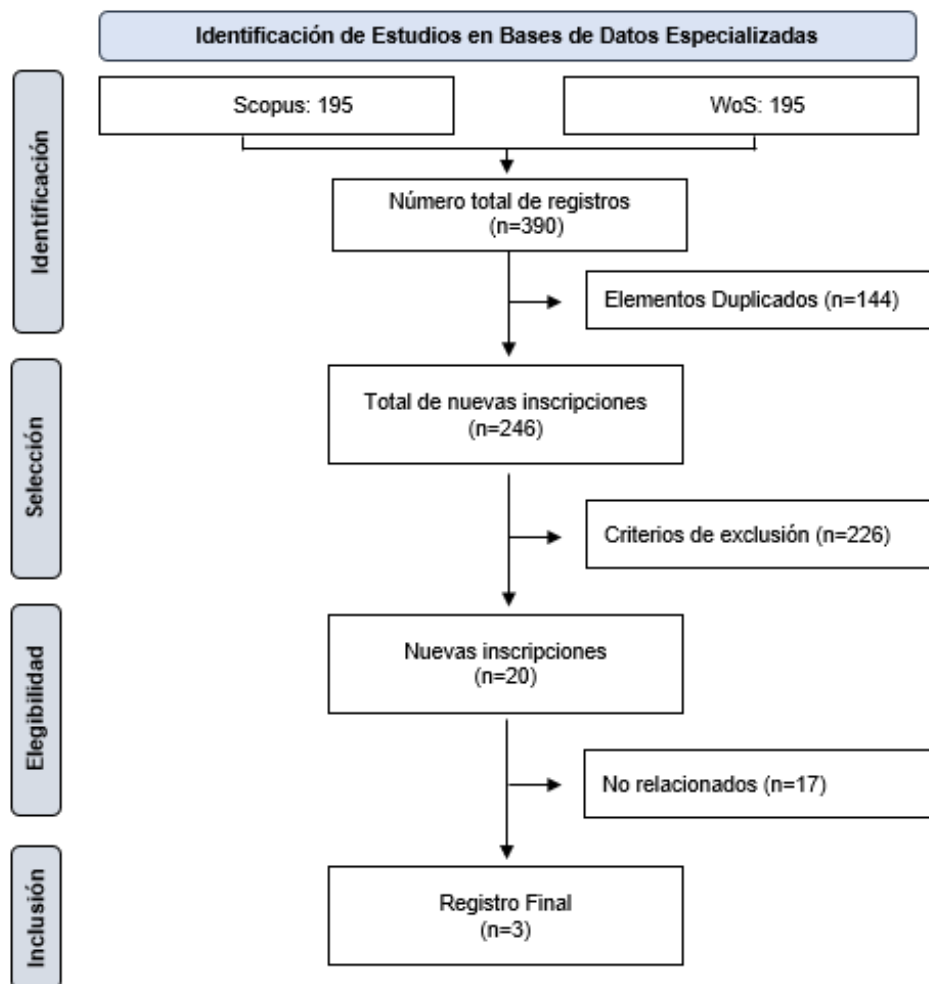 Identificación de Estudios en Bases de Datos Especializadas
Identificación
Scopus: 195
WoS: 195
Número total de registros
(n=390)
Elementos Duplicados (n=144)
Selección
Total de nuevas inscripciones
(n=246)
Criterios de exclusión (n=226)
Elegibilidad
Nuevas inscripciones
(n=20)
No relacionados (n=17)
Inclusión
Registro Final
(n=3)